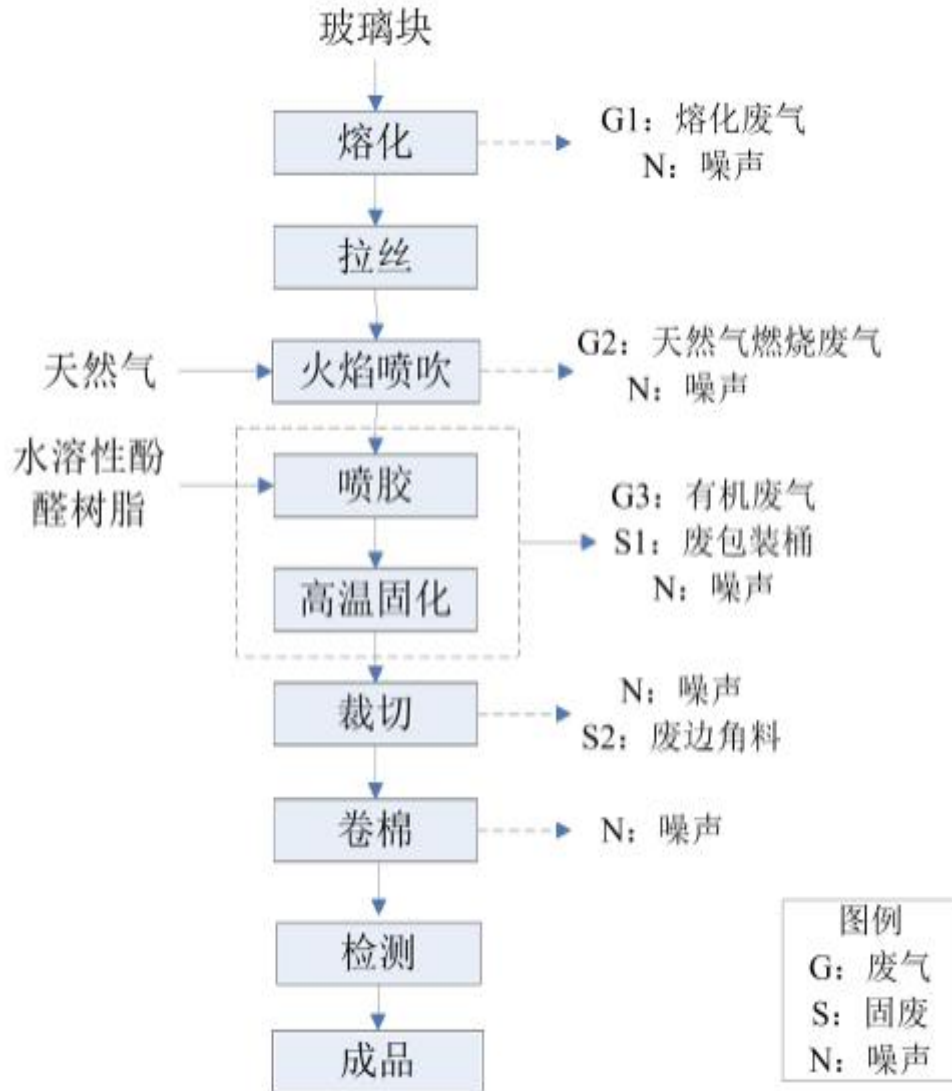 玻璃块
熔化
G1：熔化废气
N：噪声
拉丝
天然气
火焰喷吹
G2：天然气燃烧废气
N：噪声
水溶性酚
醛树脂
喷胶
高温固化
G3：有机废气
S1：废包装桶
N：噪声
裁切
N：噪声
S2：废边角料
卷棉
N：噪声
检测
成品
图例
G：废气
S：固废
N：噪声